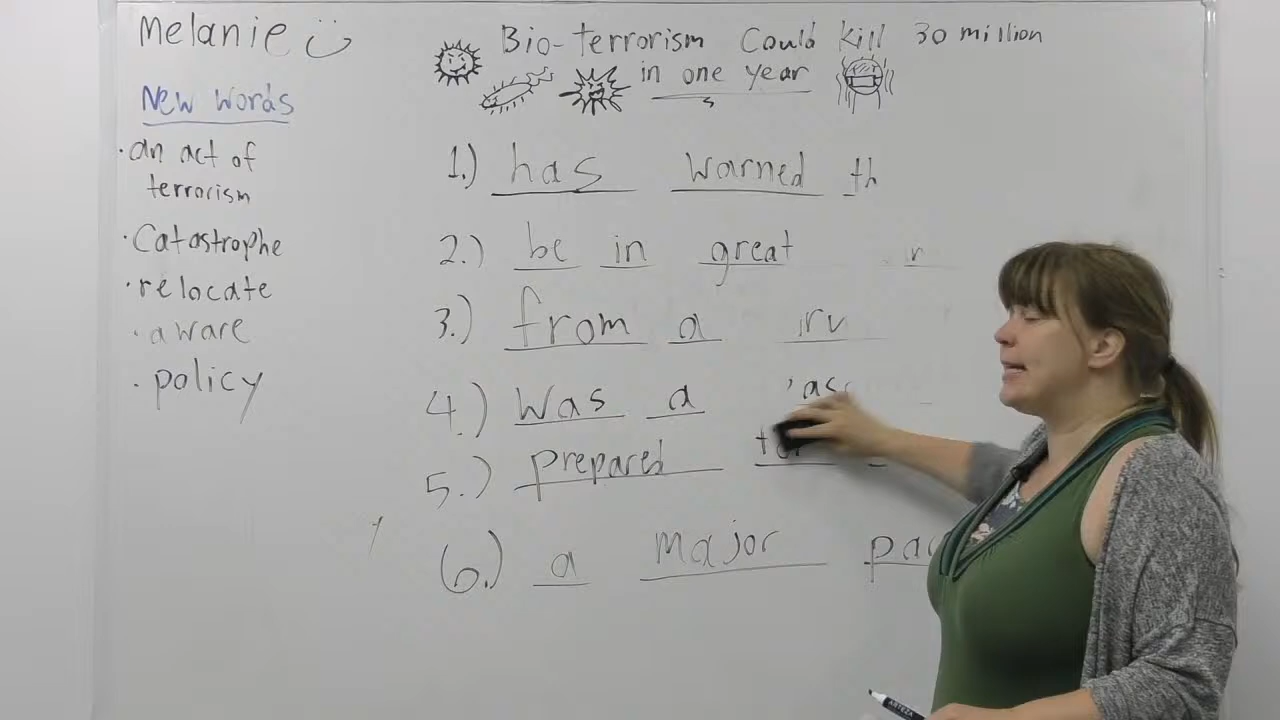 Melanie
New words
• an act of
terrorism
• Catastrophe
• relocate
• aware
• policy
Bio-terrorism Could kill 30 million
in one year
1.) has warned th
2.) be in great
3.) from a
4.) was a
5.) prepared
6.) a major